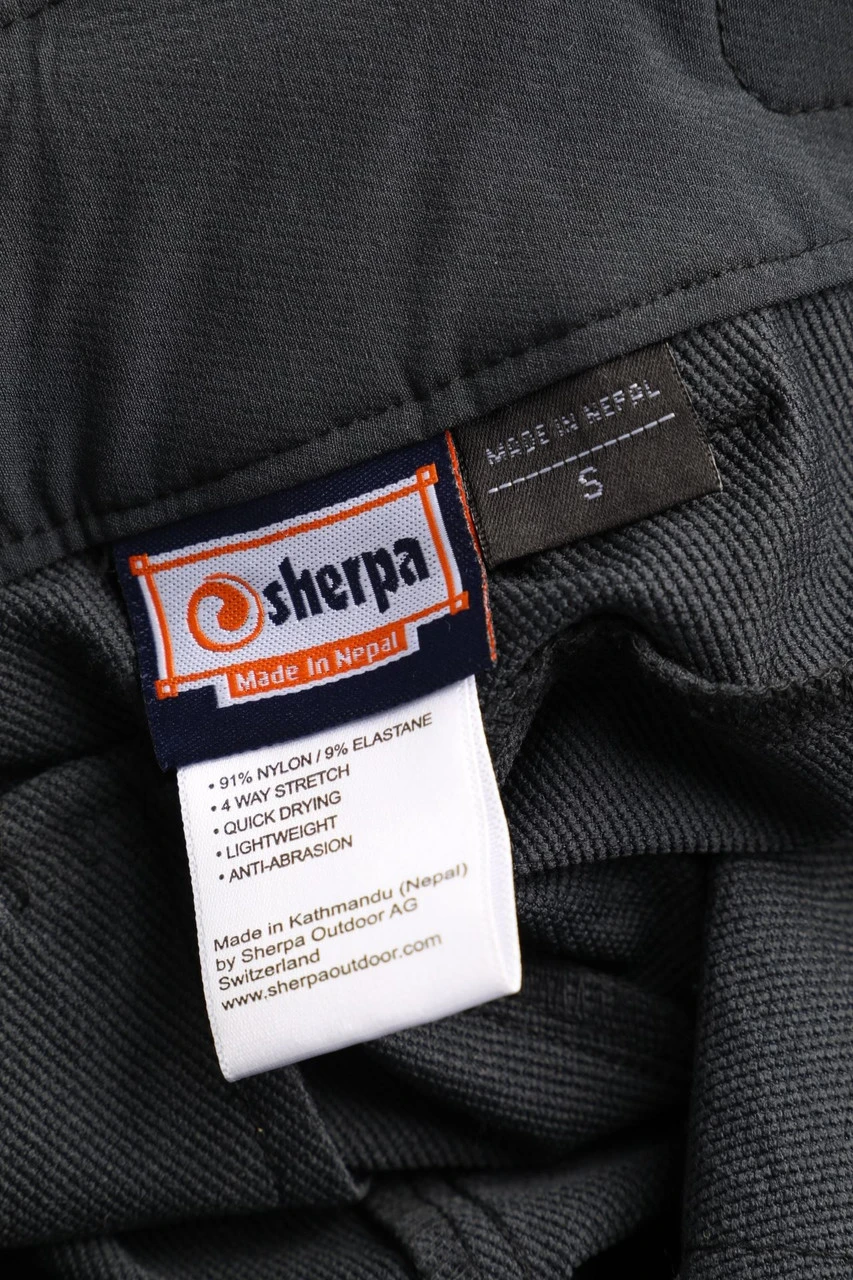 MADE IN NEPAL
S
sherpa
Made In Nepal
• 91% NYLON / 9% ELASTANE
• 4 WAY STRETCH
• QUICK DRYING
• LIGHTWEIGHT
• ANTI-ABRASION
Made in Kathmandu (Nepal)
by Sherpa Outdoor AG
Switzerland
www.sherpaoutdoor.com